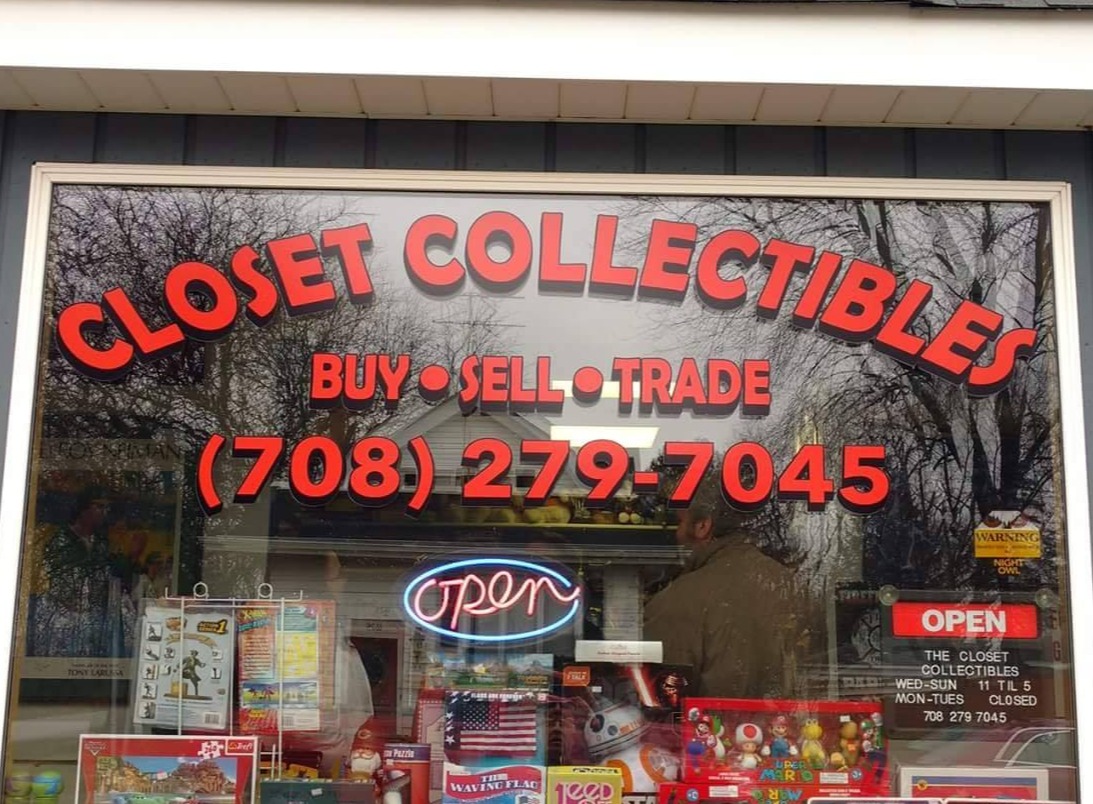 CLOSET COLLECTIBLES
BUY • SELL • TRADE
(708) 279-7045
WARNING
NIGHT
OWL
open
OPEN
THE CLOSET
COLLECTIBLES
WED-SUN 11 TIL 5
MON-TUES CLOSED
708 279 7045
TONY LARUSSA
Puzzle
THE
WAVING FLAG
SUPER
MARIO